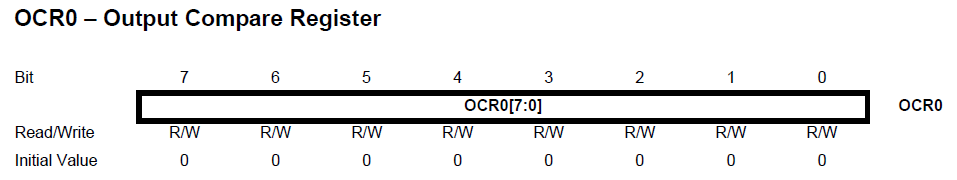 OCR0 – Output Compare Register
Bit 7 6 5 4 3 2 1 0
OCR0[7:0] OCR0
Read/Write R/W R/W R/W R/W R/W R/W R/W R/W
Initial Value 0 0 0 0 0 0 0 0